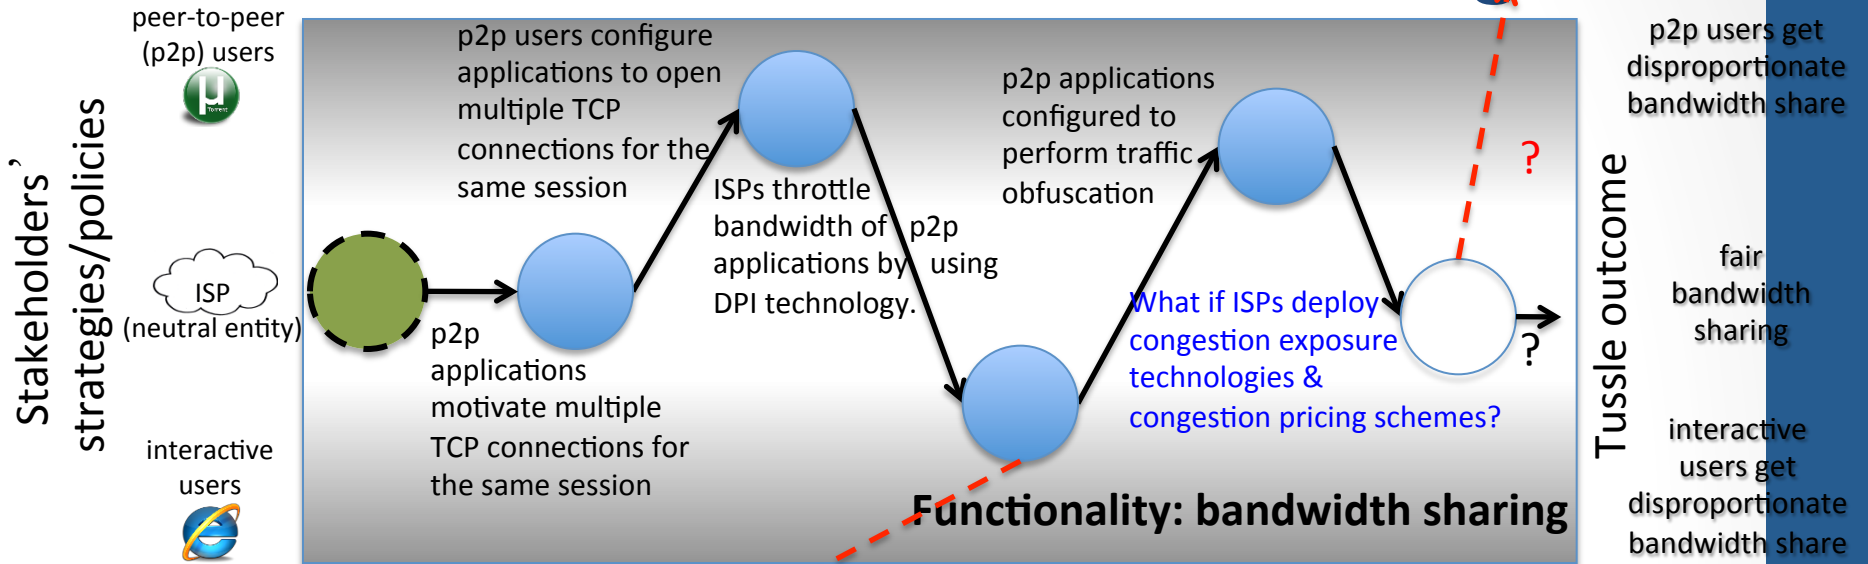 Stakeholders’
strategies/policies
peer-to-peer
(p2p) users
µ
Torrent
ISP
(neutral entity)
interactive
users
p2p users configure
applications to open
multiple TCP
connections for the
same session
p2p
applications
motivate multiple
TCP connections for
the same session
ISPs throttle
bandwidth of p2p
applications by using
DPI technology.
p2p applications
configured to
perform traffic
obfuscation
What if ISPs deploy
congestion exposure
technologies &
congestion pricing schemes?
?
?
Functionality: bandwidth sharing
Tussle outcome
p2p users get
disproportionate
bandwidth share
fair
bandwidth
sharing
interactive
users get
disproportionate
bandwidth share